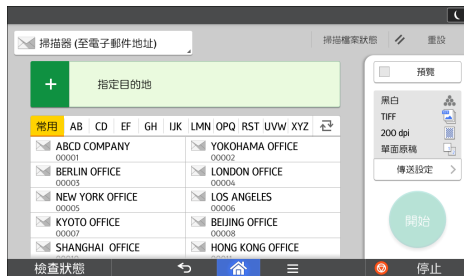 掃描器 (至電子郵件地址)
掃描檔案狀態
重設
+ 指定目的地
預覽
常用 AB CD EF GH IJK LMN OPQ RST UVW XYZ
ABCD COMPANY
00001
YOKOHAMA OFFICE
00002
BERLIN OFFICE
00003
LONDON OFFICE
00004
NEW YORK OFFICE
00005
LOS ANGELES
00006
KYOTO OFFICE
00007
BEIJING OFFICE
00008
SHANGHAI OFFICE
HONG KONG OFFICE
黑白
TIFF
200 dpi
單面原稿
傳送設定
開始
檢查狀態
停止